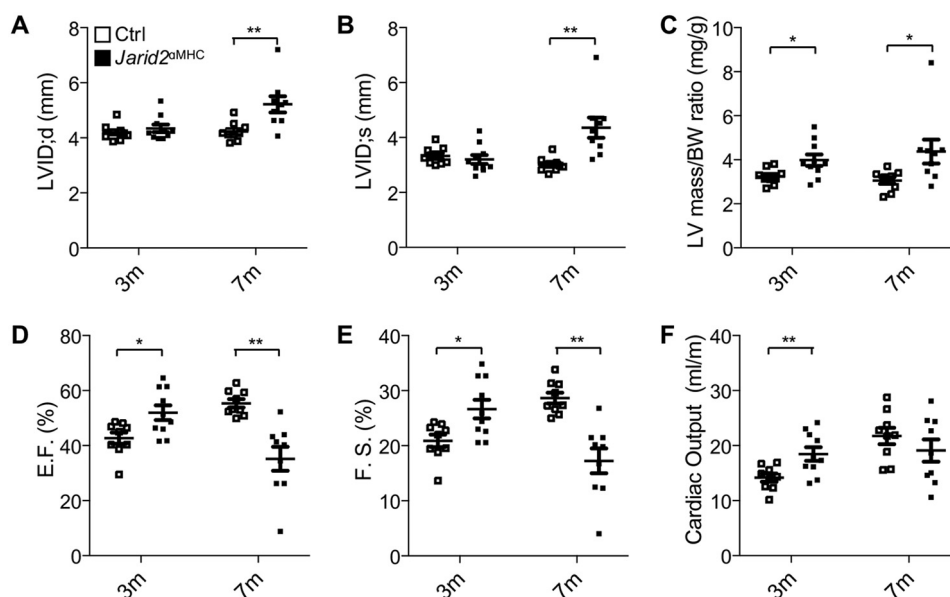 A
Ctrl
Jarid2αMHC
LVID;d (mm)
8
6
4
2
0
**
3m
7m
B
LVID;s (mm)
8
6
4
2
0
**
3m
7m
C
LV mass/BW ratio (mg/g)
10
8
6
4
2
0
*
*
3m
7m
D
E.F. (%)
80
60
40
20
0
*
**
3m
7m
E
F. S. (%)
40
30
20
10
0
*
**
3m
7m
F
Cardiac Output (ml/m)
40
30
20
10
0
**
3m
7m